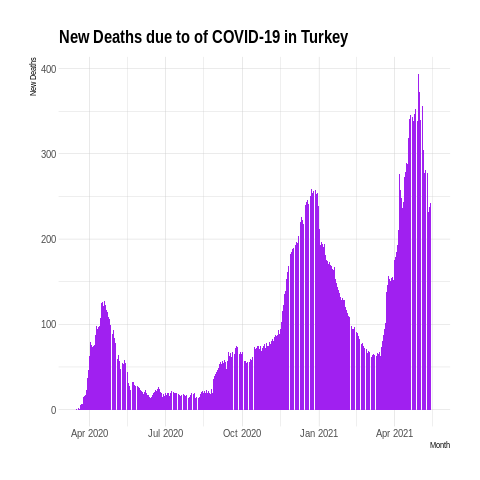 New Deaths due to of COVID-19 in Turkey
New Deaths
400
300
200
100
0
Apr 2020
Jul 2020
Oct 2020
Jan 2021
Apr 2021
Month